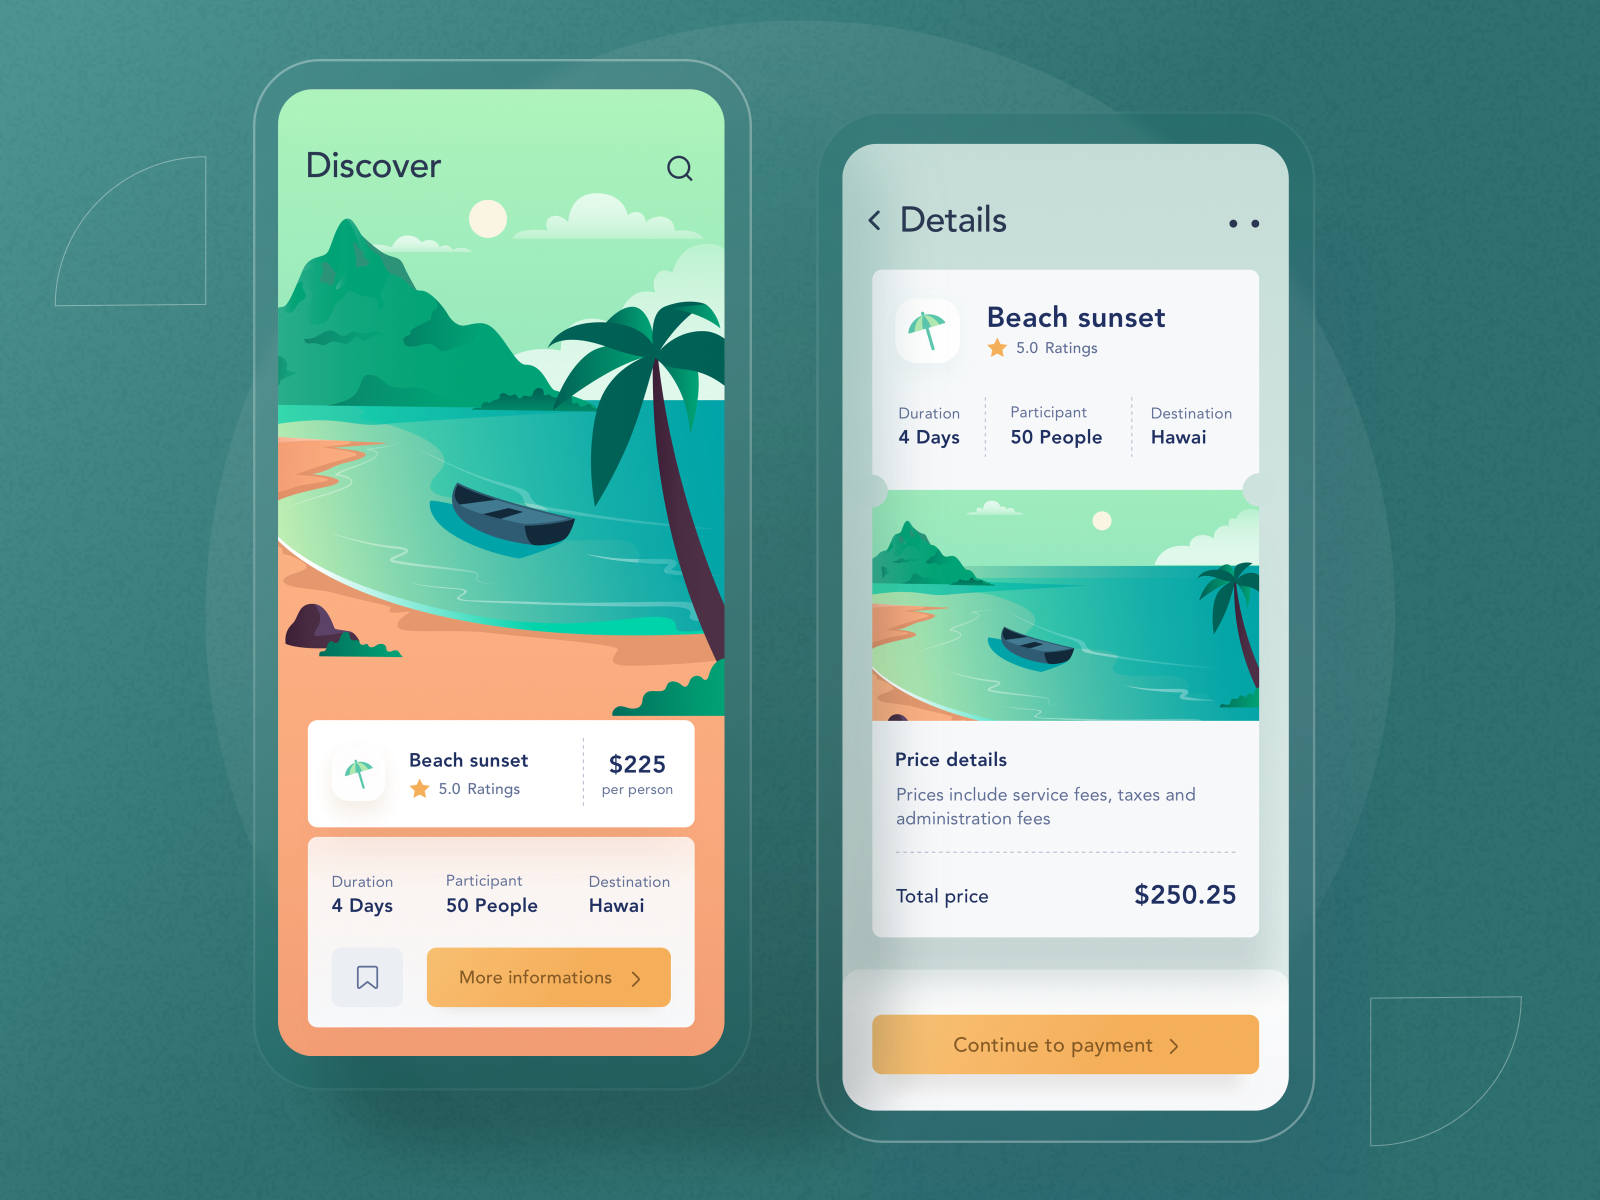 Discover
Beach sunset
5.0 Ratings
$225
per person
Duration
4 Days
Participant
50 People
Destination
Hawai
More informations
Details
Beach sunset
5.0 Ratings
Duration
4 Days
Participant
50 People
Destination
Hawai
Price details
Prices include service fees, taxes and
administration fees
Total price
$250.25
Continue to payment